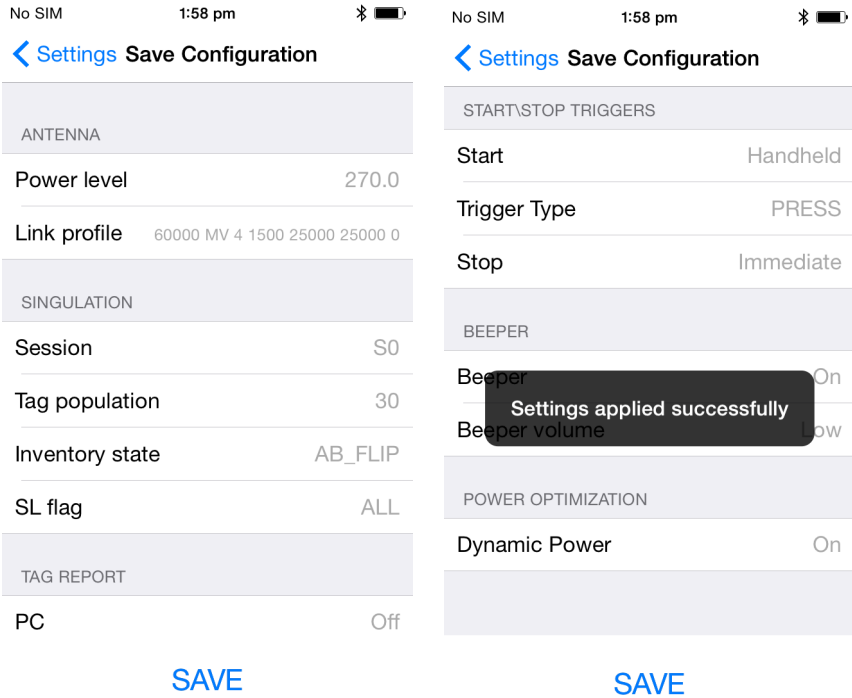 No SIM 1:58 pm
Settings Save Configuration
ANTENNA
Power level 270.0
Link profile 60000 MV 4 1500 25000 25000 0
SINGULATION
Session S0
Tag population 30
Inventory state AB_FLIP
SL flag ALL
TAG REPORT
PC Off
SAVE
No SIM 1:58 pm
Settings Save Configuration
START\STOP TRIGGERS
Start Handheld
Trigger Type PRESS
Stop Immediate
BEEPER
Beeper On
Settings applied successfully
Beeper volume Low
POWER OPTIMIZATION
Dynamic Power On
SAVE